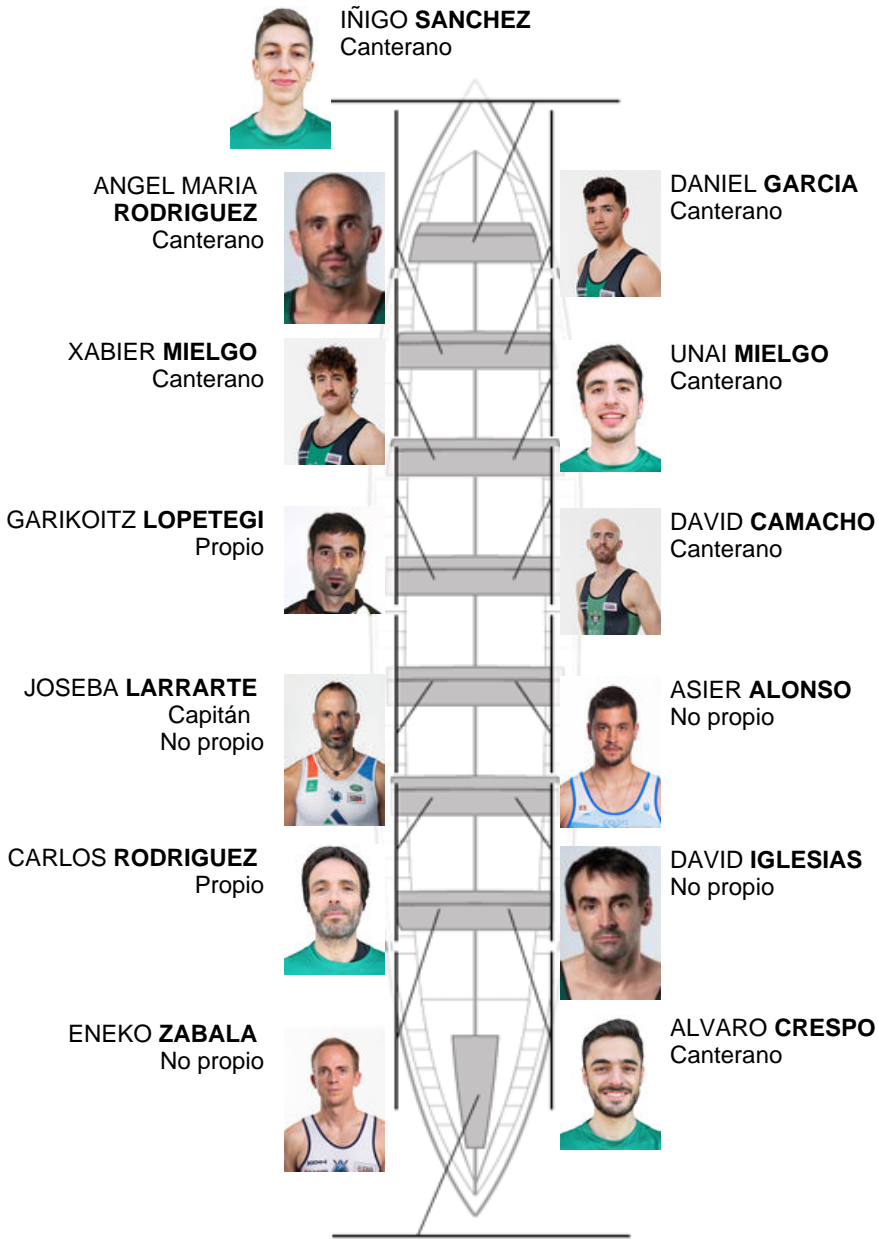 IÑIGO SANCHEZ
Canterano
ANGEL MARIA
RODRIGUEZ
Canterano
DANIEL GARCIA
Canterano
XABIER MIELGO
Canterano
UNAI MIELGO
Canterano
GARIKOITZ LOPETEGI
Propio
DAVID CAMACHO
Canterano
JOSEBA LARRARTE
Capitán
No propio
ASIER ALONSO
No propio
CARLOS RODRIGUEZ
Propio
DAVID IGLESIAS
No propio
ENEKO ZABALA
No propio
ALVARO CRESPO
Canterano